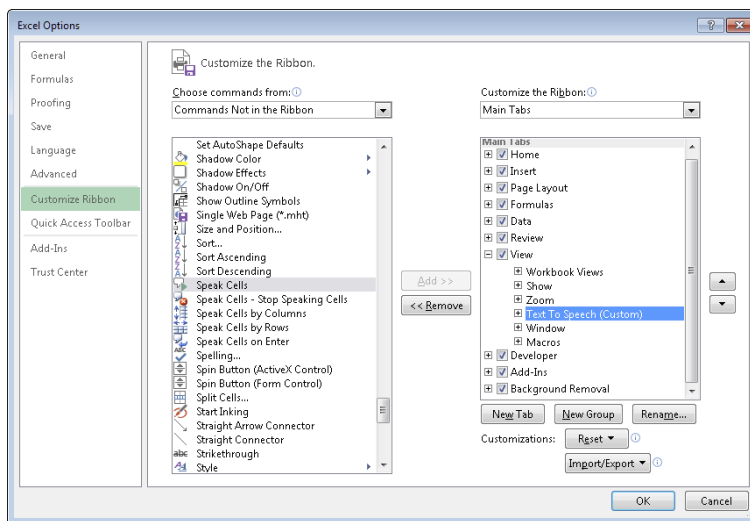 Excel Options
General
Formulas
Proofing
Save
Language
Advanced
Customize Ribbon
Quick Access Toolbar
Add-Ins
Trust Center
Customize the Ribbon.
Choose commands from:
Commands Not in the Ribbon
Set AutoShape Defaults
Shadow Color
Shadow Effects
Shadow On/Off
Show Outline Symbols
Single Web Page (*.mht)
Size and Position...
Sort...
Sort Ascending
Sort Descending
Speak Cells
Speak Cells - Stop Speaking Cells
Speak Cells by Columns
Speak Cells by Rows
Speak Cells on Enter
Spelling...
Spin Button (ActiveX Control)
Spin Button (Form Control)
Split Cells...
Start Inking
Straight Arrow Connector
Straight Connector
abc Strikethrough
Style
Add >>
<< Remove
Customize the Ribbon:
Main Tabs
Main Tabs
Home
Insert
Page Layout
Formulas
Data
Review
View
Workbook Views
Show
Zoom
Text To Speech (Custom)
Window
Macros
Developer
Add-Ins
Background Removal
New Tab
New Group
Rename...
Customizations:
Reset
Import/Export
OK
Cancel